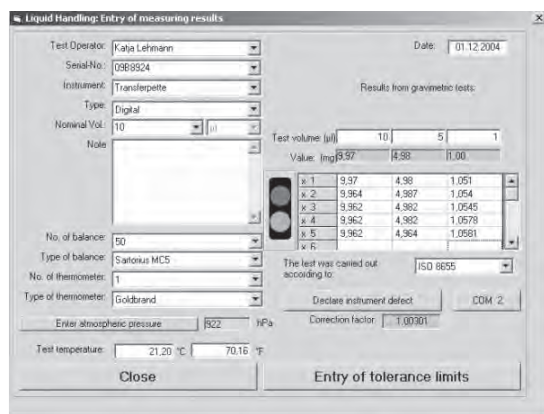 Liquid Handling: Entry of measuring results
Test Operator: Katja Lehmann
Date: 01.12.2004
Serial-No.: 09B8924
Instrument: Transferpette
Results from gravimetric tests:
Type: Digital
Nominal Vol.: 10 µl
Note
Test volume: (µl) 10 5 1
Value: (mg) 9,97 4,98 1,00
x 1 9,97 4,98 1,051
x 2 9,964 4,987 1,054
x 3 9,962 4,982 1,0545
x 4 9,962 4,982 1,0578
x 5 9,962 4,964 1,0581
x 6
No. of balance: 50
Type of balance: Sartorius MC5
The test was carried out
according to: ISO 8655
No. of thermometer: 1
Type of thermometer: Goldbrand
Declare instrument defect COM 2
Enter atmospheric pressure 922 hPa
Correction factor: 1.00301
Test temperature: 21,20 °C 70,16 °F
Close
Entry of tolerance limits